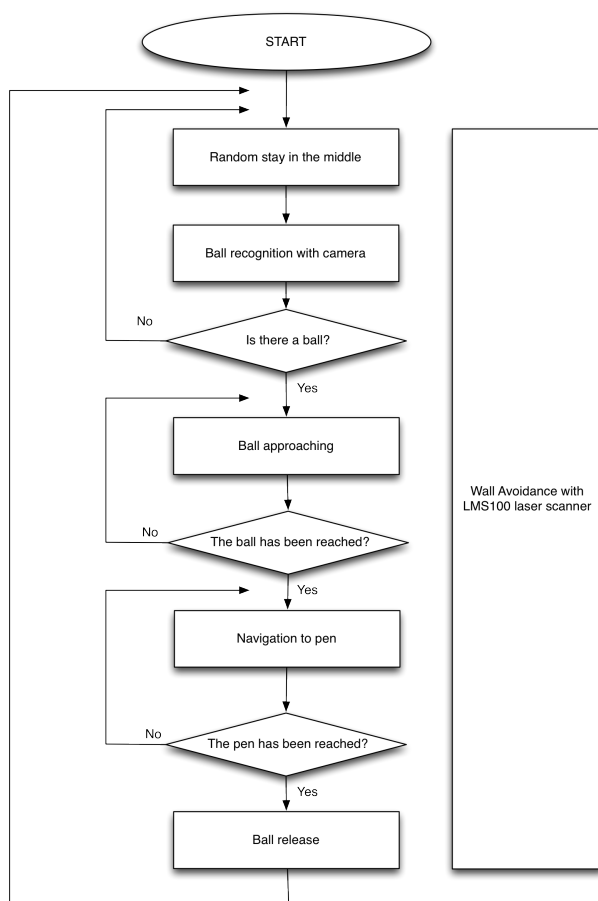 START
Random stay in the middle
Ball recognition with camera
No
Is there a ball?
Yes
Ball approaching
No
The ball has been reached?
Yes
Navigation to pen
No
The pen has been reached?
Yes
Ball release
Wall Avoidance with
LMS100 laser scanner